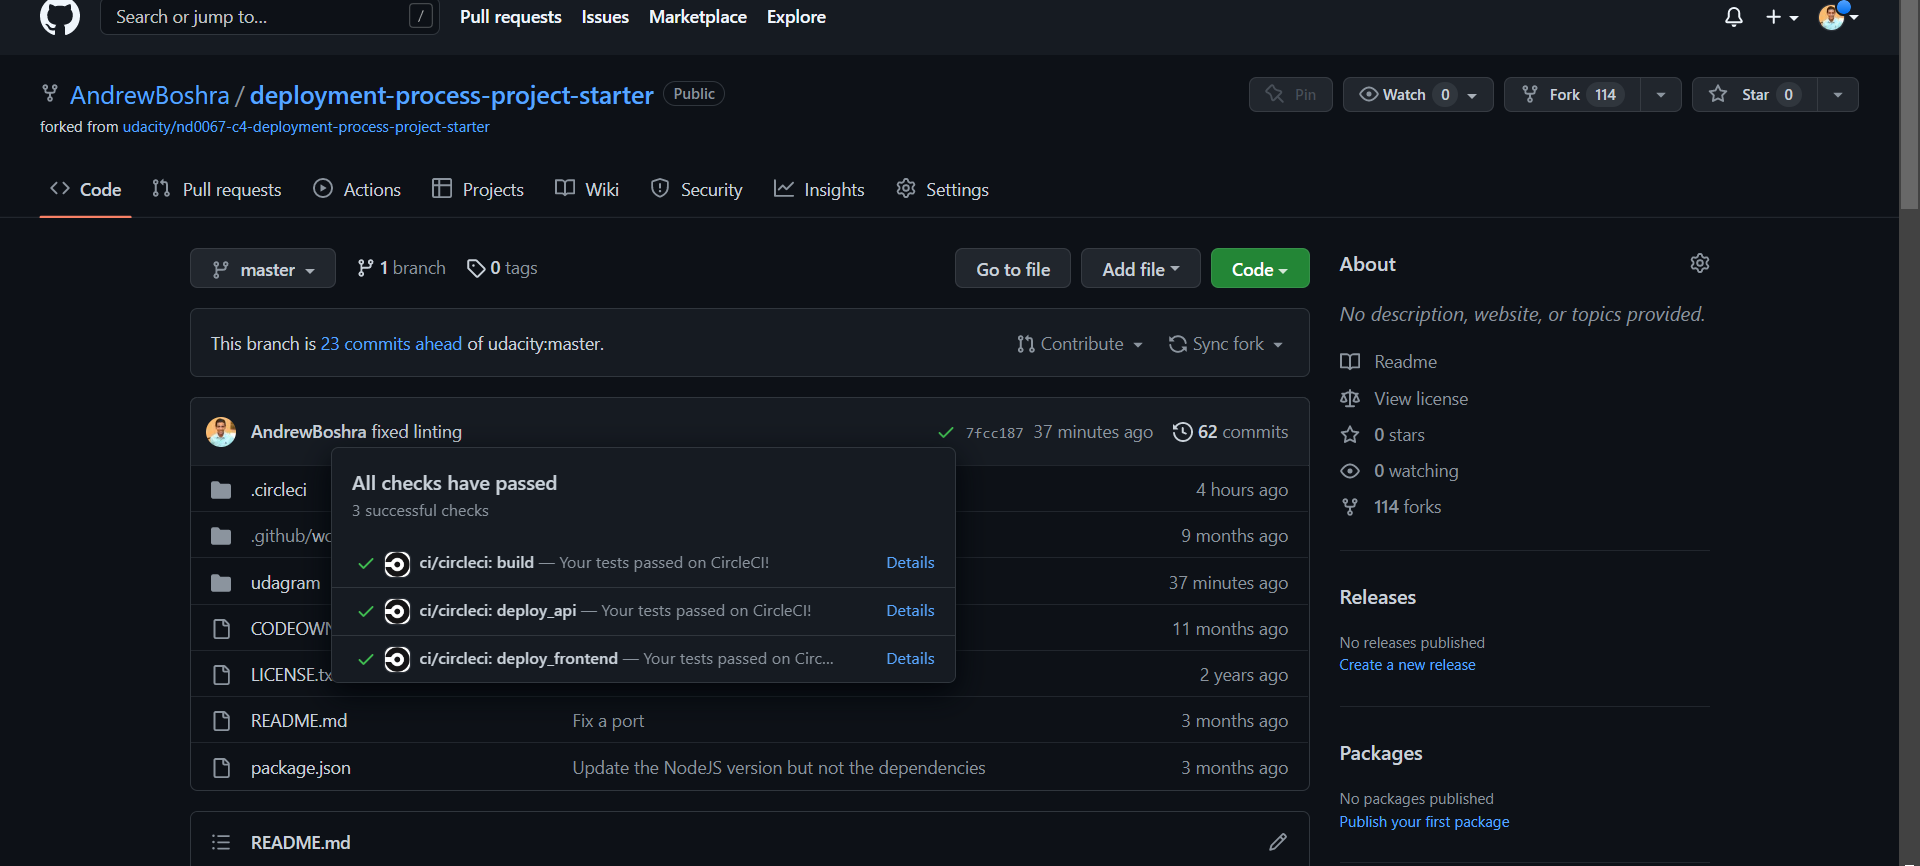 Search or jump to... /
Pull requests Issues Marketplace Explore
AndrewBoshra / deployment-process-project-starter Public
forked from udacity/nd0067-c4-deployment-process-project-starter
Pin Watch 0 Fork 114 Star 0
Code Pull requests Actions Projects Wiki Security Insights Settings
master 1 branch 0 tags Go to file Add file Code
This branch is 23 commits ahead of udacity:master. Contribute Sync fork
AndrewBoshra fixed linting 7fcc187 37 minutes ago 62 commits
All checks have passed
3 successful checks
ci/circleci: build — Your tests passed on CircleCI! Details
ci/circleci: deploy_api — Your tests passed on CircleCI! Details
ci/circleci: deploy_frontend — Your tests passed on Circ... Details
.circleci 4 hours ago
.github/wo 9 months ago
udagram 37 minutes ago
CODEOWN 11 months ago
LICENSE.tx 2 years ago
README.md Fix a port 3 months ago
package.json Update the NodeJS version but not the dependencies 3 months ago
README.md
About
No description, website, or topics provided.
Readme
View license
0 stars
0 watching
114 forks
Releases
No releases published
Create a new release
Packages
No packages published
Publish your first package